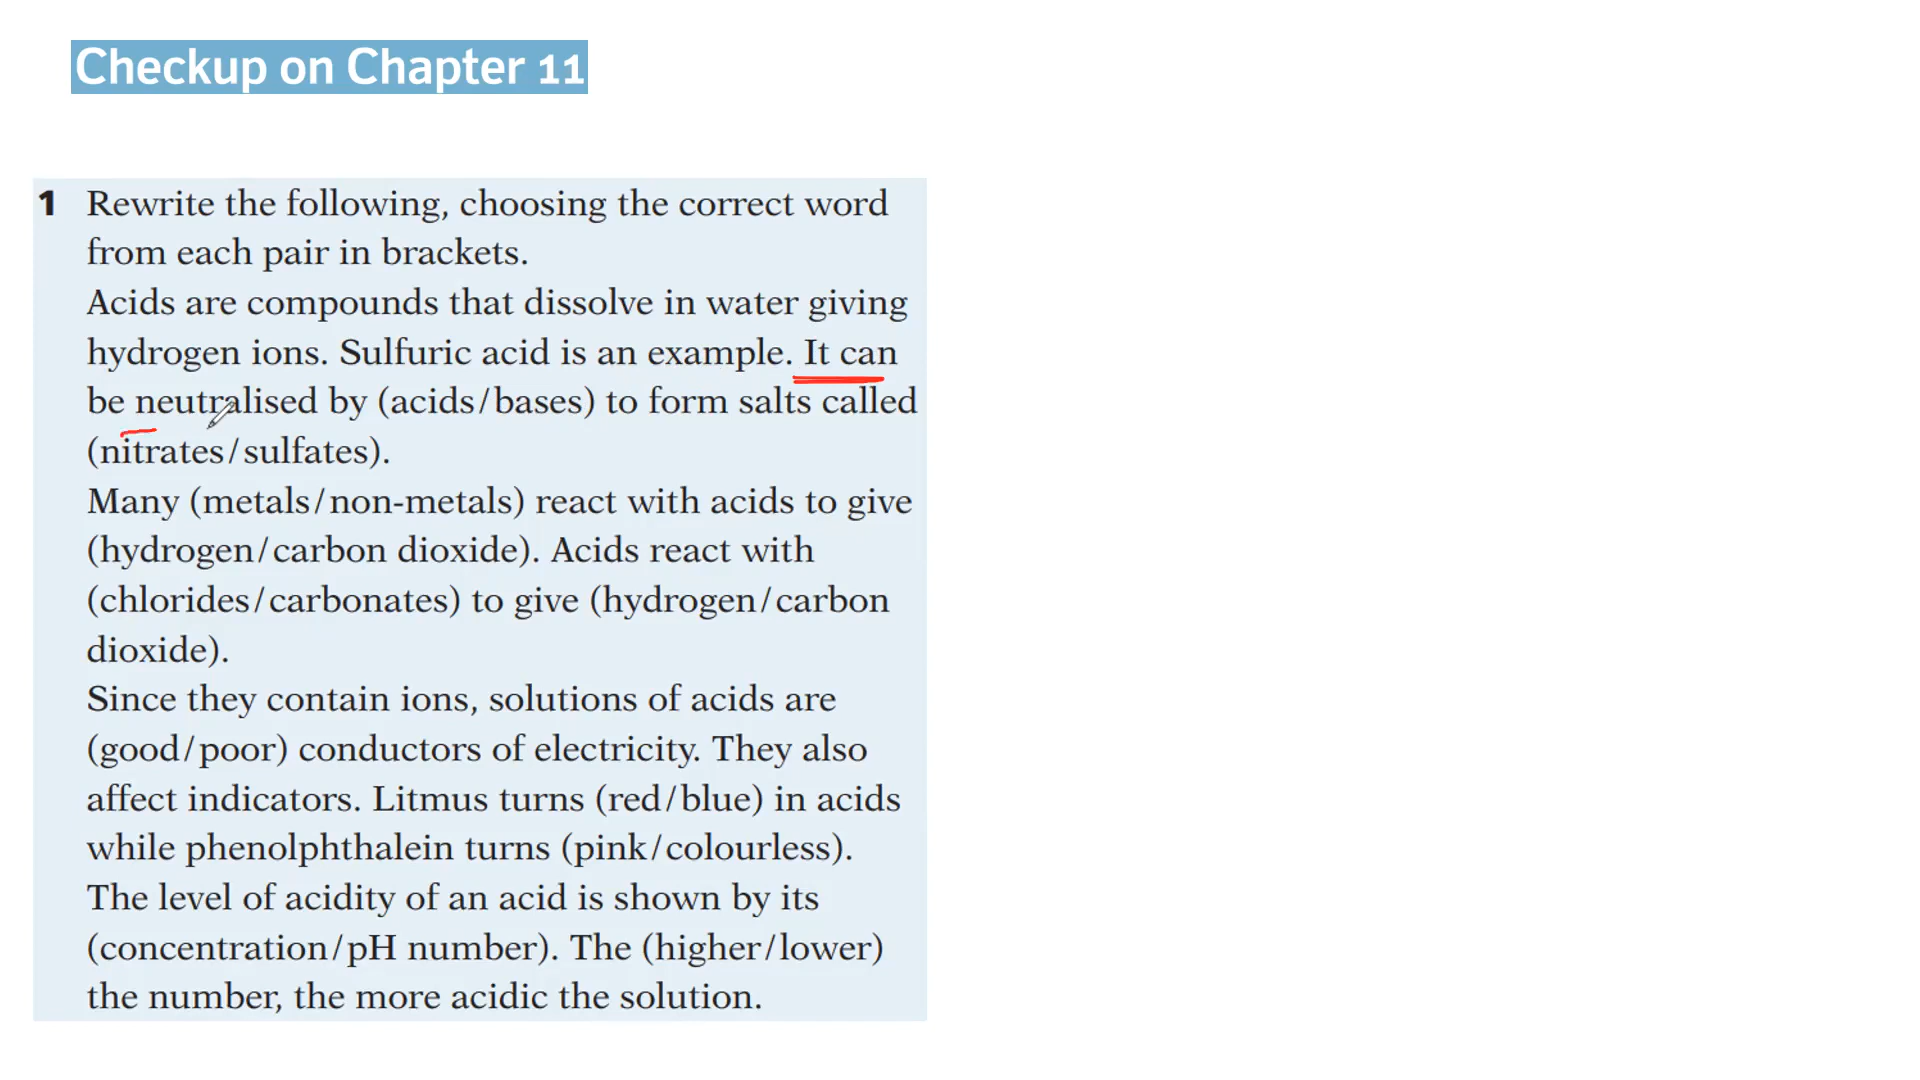 Checkup on Chapter 11
1 Rewrite the following, choosing the correct word
from each pair in brackets.
Acids are compounds that dissolve in water giving
hydrogen ions. Sulfuric acid is an example. It can
be neutralised by (acids/bases) to form salts called
(nitrates/sulfates).
Many (metals/non-metals) react with acids to give
(hydrogen/carbon dioxide). Acids react with
(chlorides/carbonates) to give (hydrogen/carbon
dioxide).
Since they contain ions, solutions of acids are
(good/poor) conductors of electricity. They also
affect indicators. Litmus turns (red/blue) in acids
while phenolphthalein turns (pink/colourless).
The level of acidity of an acid is shown by its
(concentration/pH number). The (higher/lower)
the number, the more acidic the solution.